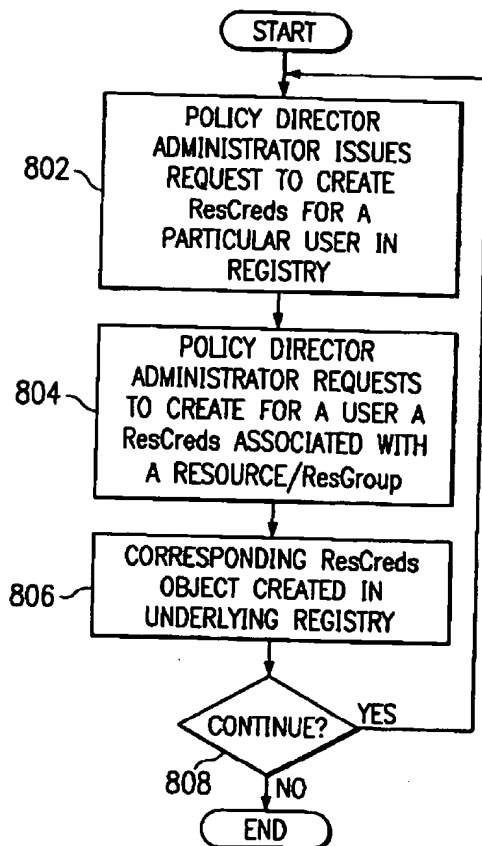 START
802
POLICY DIRECTOR
ADMINISTRATOR ISSUES
REQUEST TO CREATE
ResCreds FOR A
PARTICULAR USER IN
REGISTRY
804
POLICY DIRECTOR
ADMINISTRATOR REQUESTS
TO CREATE FOR A USER A
ResCreds ASSOCIATED WITH
A RESOURCE/ResGroup
806
CORRESPONDING ResCreds
OBJECT CREATED IN
UNDERLYING REGISTRY
CONTINUE?
YES
808
NO
END